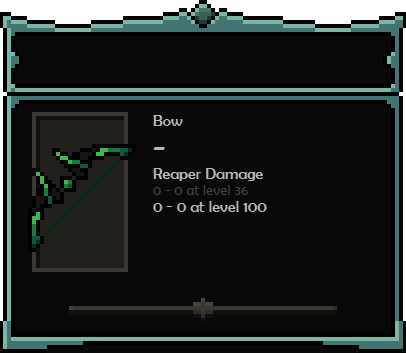 Bow
–
Reaper Damage
0 - 0 at level 36
0 - 0 at level 100